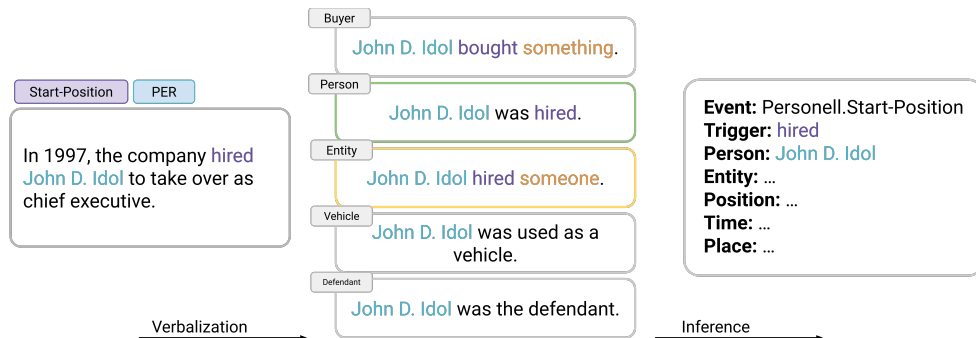 Start-Position
PER
In 1997, the company hired
John D. Idol to take over as
chief executive.
Buyer
John D. Idol bought something.
Person
John D. Idol was hired.
Entity
John D. Idol hired someone.
Vehicle
John D. Idol was used as a
vehicle.
Defendant
John D. Idol was the defendant.
Event: Personell.Start-Position
Trigger: hired
Person: John D. Idol
Entity: ...
Position: ...
Time: ...
Place: ...
Verbalization
Inference